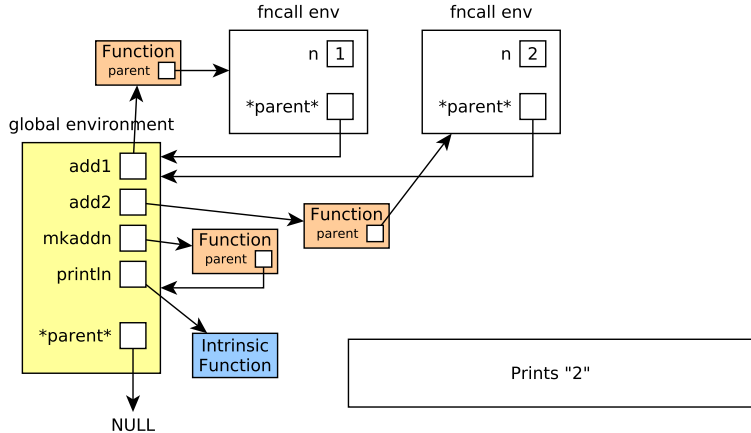 fncall env
fncall env
Function
parent
n 1
n 2
*parent*
*parent*
global environment
add1
add2
mkaddn
println
*parent*
Function
parent
Function
parent
Intrinsic
Function
Prints "2"
NULL